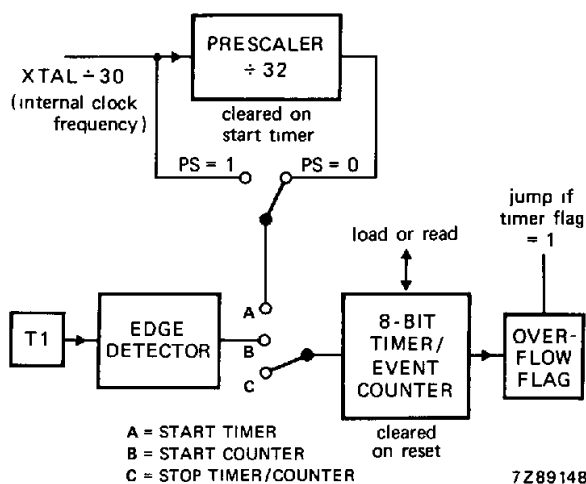 PRESCALER
÷ 32
XTAL ÷ 30
(internal clock
frequency)
cleared on
start timer
PS = 1
PS = 0
jump if
timer flag
= 1
load or read
A
T1
EDGE
DETECTOR
B
C
8-BIT
TIMER/
EVENT
COUNTER
OVER-
FLOW
FLAG
cleared
on reset
A = START TIMER
B = START COUNTER
C = STOP TIMER/COUNTER
7Z89148